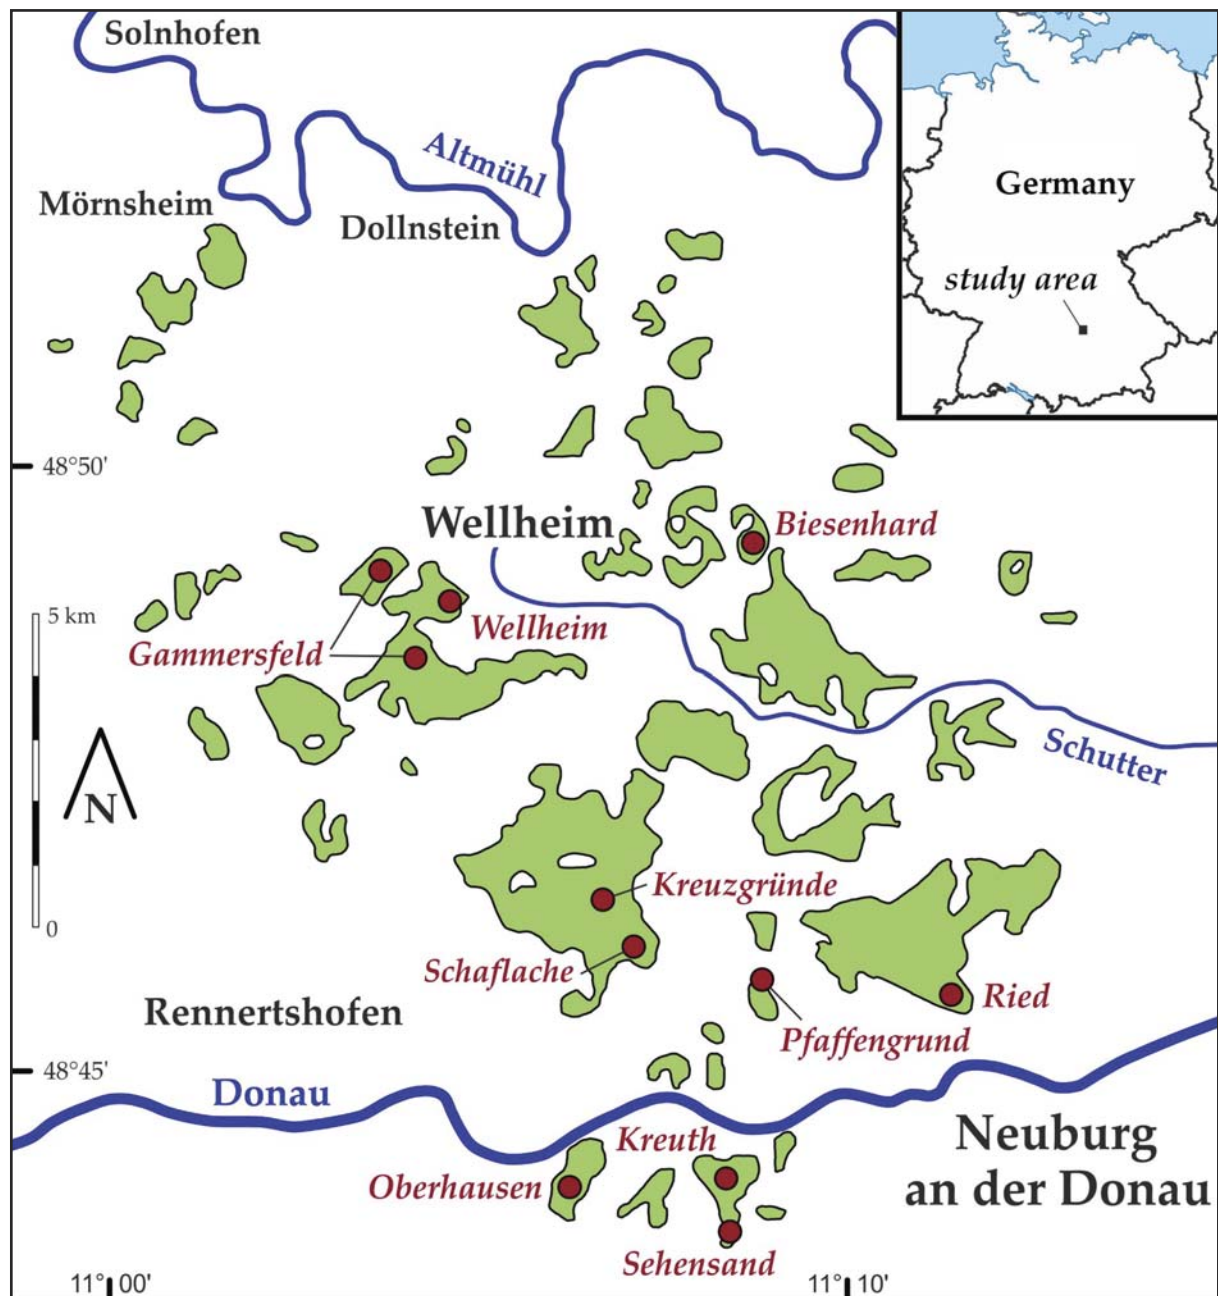 Solnhofen
Altmühl
Mörnsheim
Dollnstein
Germany
study area
48°50'
Wellheim
Biesenhard
5 km
Wellheim
Gammersfeld
Schutter
N
Kreuzgründe
0
Schaflache
Ried
Rennertshofen
Pfaffengrund
48°45'
Donau
Kreuth
Neuburg
an der Donau
Oberhausen
Sehensand
11° 00'
11° 10'